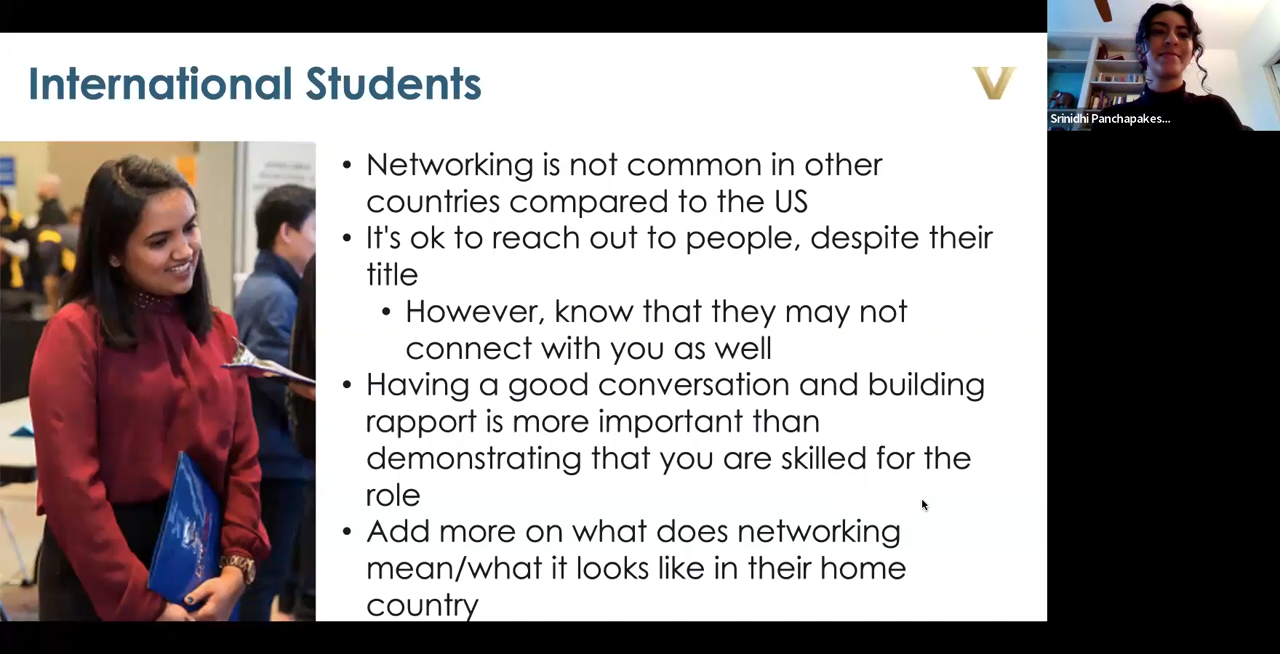 International Students
V
• Networking is not common in other
countries compared to the US
• It's ok to reach out to people, despite their
title
• However, know that they may not
connect with you as well
• Having a good conversation and building
rapport is more important than
demonstrating that you are skilled for the
role
• Add more on what does networking
mean/what it looks like in their home
country
Srinidhi Panchapakes...